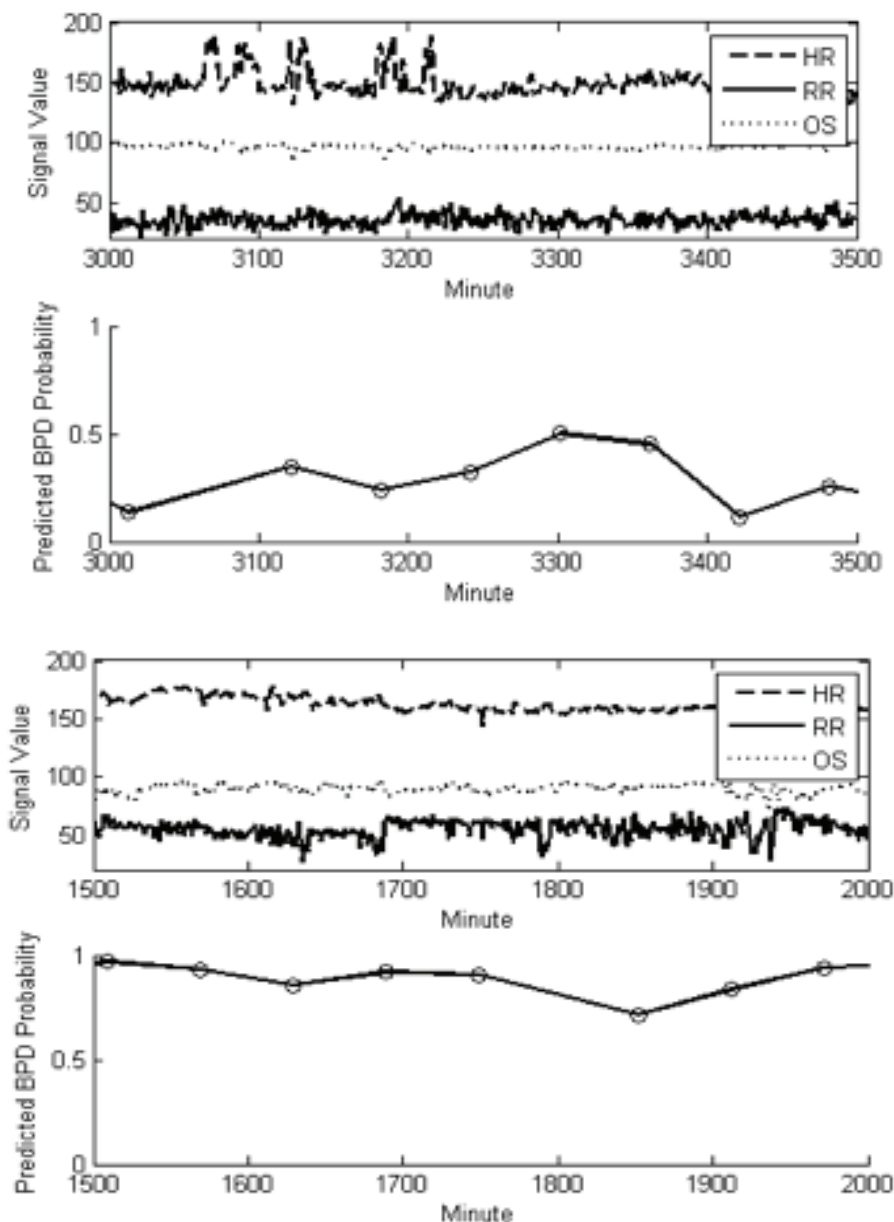 200
150
100
50
Signal Value
HR
RR
OS
3000 3100 3200 3300 3400 3500
Minute
1
0.5
0
Predicted BPD Probability
3000 3100 3200 3300 3400 3500
Minute
200
150
100
50
Signal Value
HR
RR
OS
1500 1600 1700 1800 1900 2000
Minute
1
0.5
0
Predicted BPD Probability
1500 1600 1700 1800 1900 2000
Minute